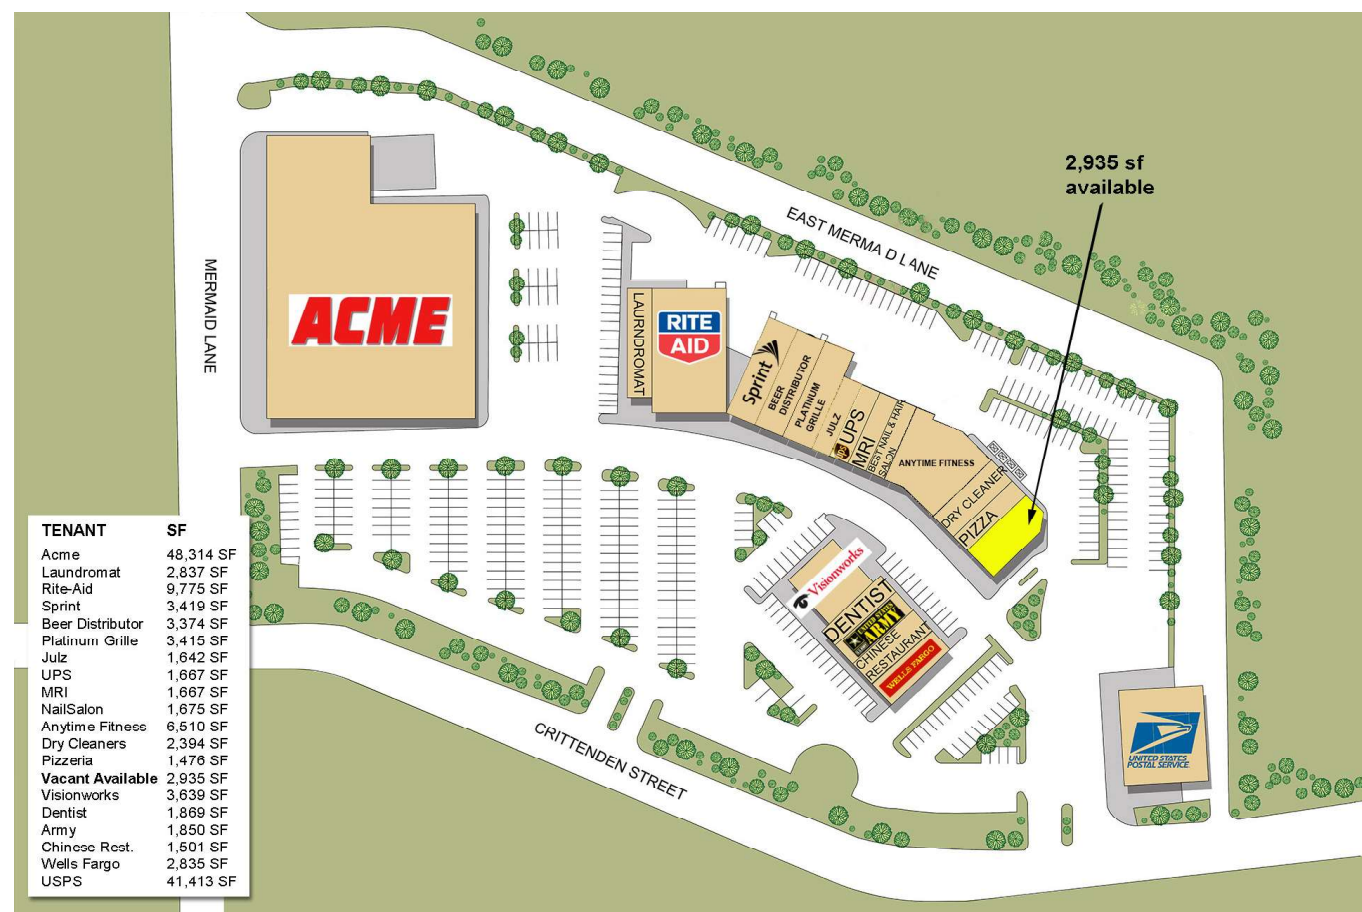 2,935 sf
available
EAST MERMA D LANE
MERMAID LANE
ACME
LAURNDROMAT
RITE
AID
Sprint
BEER
DISTRIBUTOR
PLATINUM
GRILLE
JULZ
UPS
MRI
BEST NAIL & HAIR
SALON
ANYTIME FITNESS
DRY CLEANER
PIZZA
Visionworks
DENTIST
ARMY
CHINESE
RESTAURANT
WELLS FARGO
UNITED STATES
POSTAL SERVICE
CRITTENDEN STREET
TENANT SF
Acme 48,314 SF
Laundromat 2,837 SF
Rite-Aid 9,775 SF
Sprint 3,419 SF
Beer Distributor 3,374 SF
Platinum Grille 3,415 SF
Julz 1,642 SF
UPS 1,667 SF
MRI 1,667 SF
NailSalon 1,675 SF
Anytime Fitness 6,510 SF
Dry Cleaners 2,394 SF
Pizzeria 1,476 SF
Vacant Available 2,935 SF
Visionworks 3,639 SF
Dentist 1,869 SF
Army 1,850 SF
Chinese Rest. 1,501 SF
Wells Fargo 2,835 SF
USPS 41,413 SF